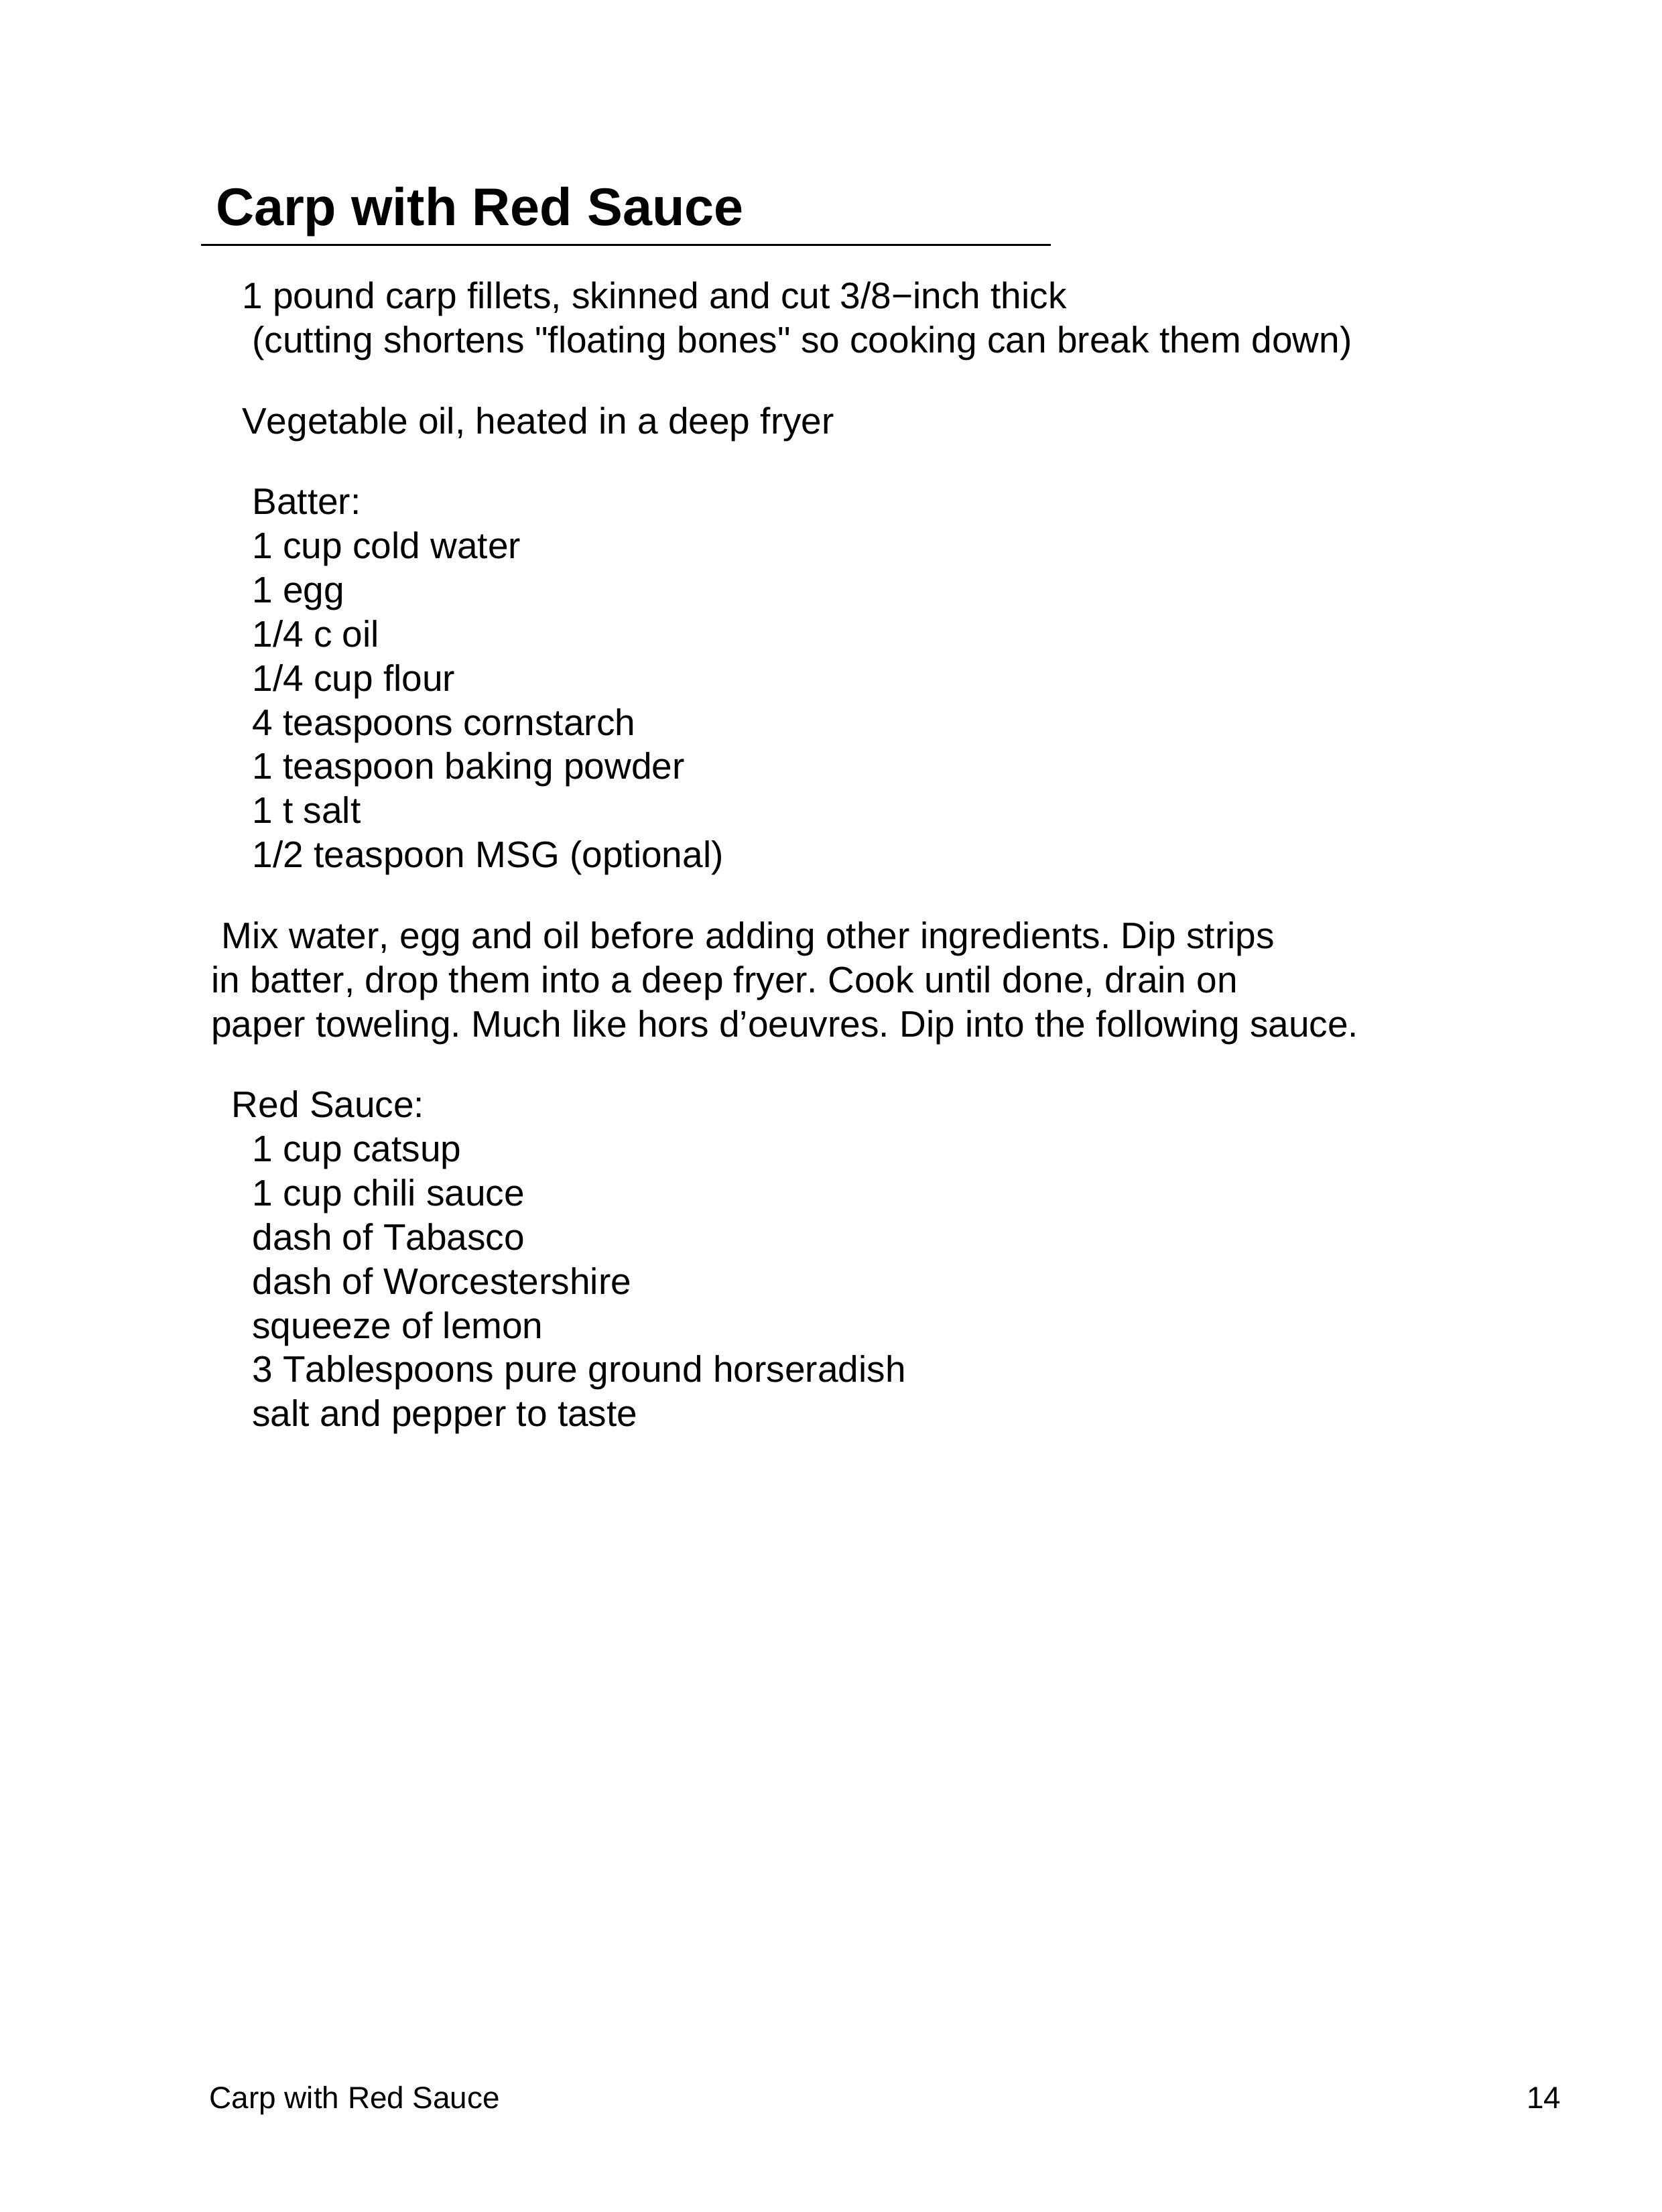 Carp with Red Sauce
1 pound carp fillets, skinned and cut 3/8−inch thick
(cutting shortens "floating bones" so cooking can break them down)
Vegetable oil, heated in a deep fryer
Batter:
1 cup cold water
1 egg
1/4 c oil
1/4 cup flour
4 teaspoons cornstarch
1 teaspoon baking powder
1 t salt
1/2 teaspoon MSG (optional)
Mix water, egg and oil before adding other ingredients. Dip strips
in batter, drop them into a deep fryer. Cook until done, drain on
paper toweling. Much like hors d’oeuvres. Dip into the following sauce.
Red Sauce:
1 cup catsup
1 cup chili sauce
dash of Tabasco
dash of Worcestershire
squeeze of lemon
3 Tablespoons pure ground horseradish
salt and pepper to taste
Carp with Red Sauce 14